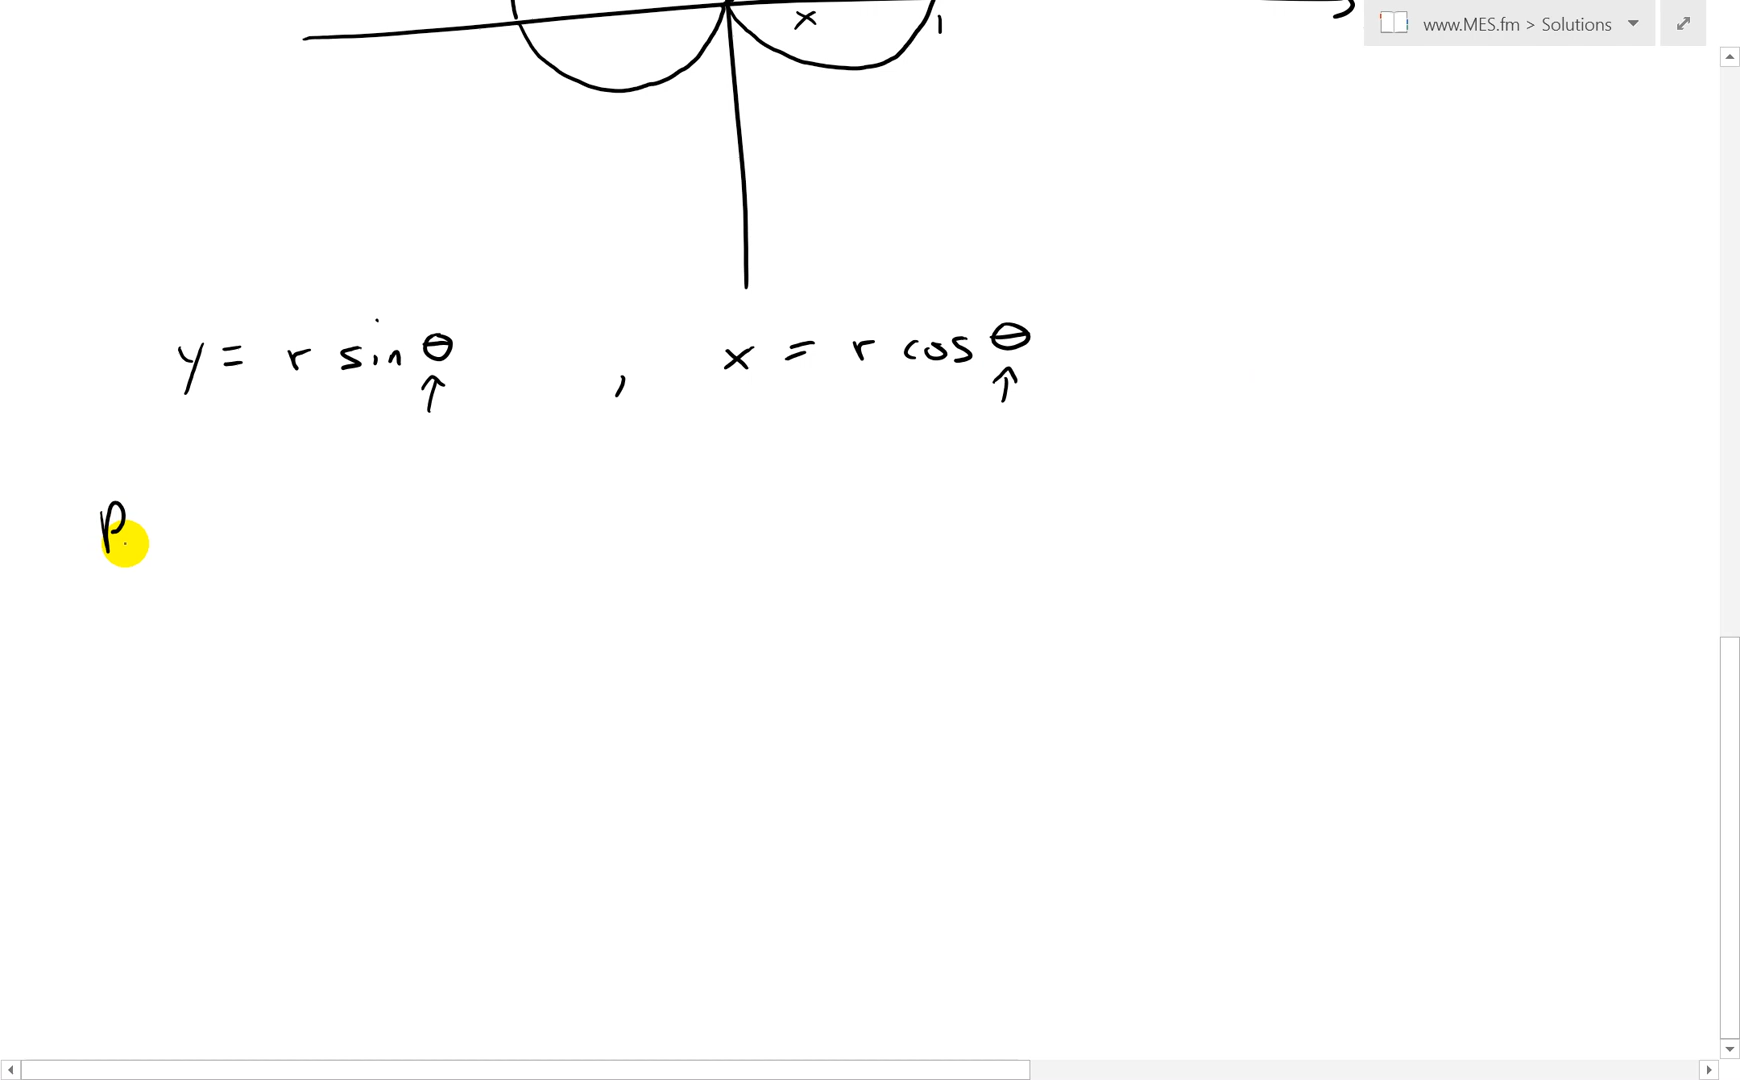 x 1
www.MES.fm > Solutions
y = r sin θ , x = r cos θ
↑ ↑
P